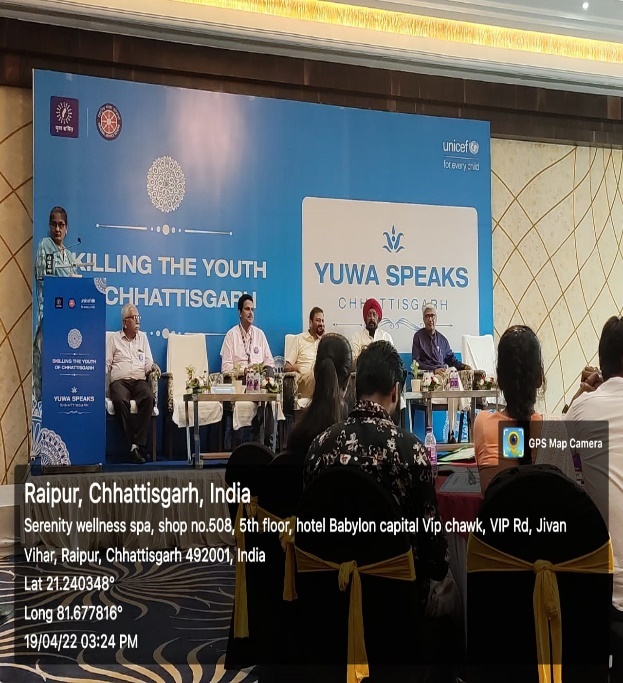 unicef
for every child
KILLING THE YOUTH
CHHATTISGARH
YUWA SPEAKS
CHHATTISGARH
SKILLING THE YOUTH
OF CHHATTISGARH
YUWA SPEAKS
CHHATTISGARH
GPS Map Camera
Raipur, Chhattisgarh, India
Serenity wellness spa, shop no.508, 5th floor, hotel Babylon capital Vip chawk, VIP Rd, Jivan
Vihar, Raipur, Chhattisgarh 492001, India
Lat 21.240348°
Long 81.677816°
19/04/22 03:24 PM